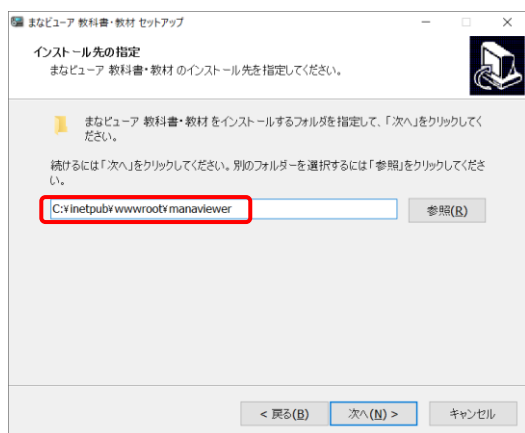 まなビューア 教科書・教材 セットアップ
インストール先の指定
まなビューア 教科書・教材 のインストール先を指定してください。
まなビューア 教科書・教材 をインストールするフォルダを指定して、「次へ」をクリックしてく
ださい。
続けるには「次へ」をクリックしてください。別のフォルダーを選択するには「参照」をクリックしてくださ
い。
C:¥inetpub¥wwwroot¥manaviewer
参照(R)
< 戻る(B)
次へ(N) >
キャンセル